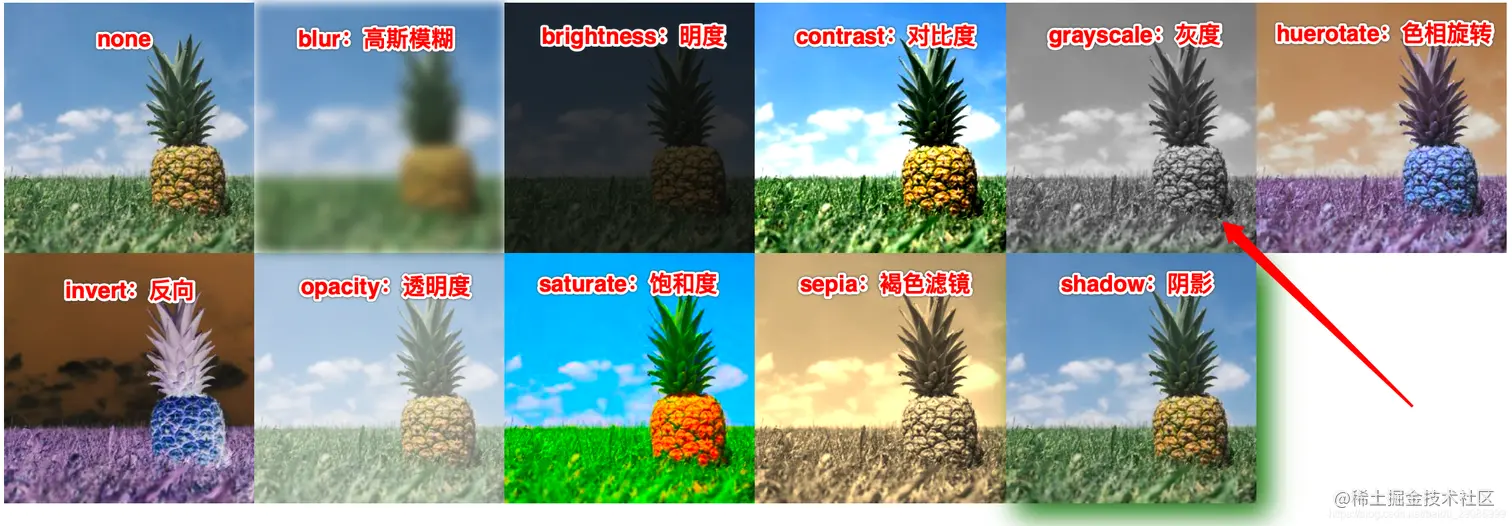 none
blur：高斯模糊
brightness：明度
contrast：对比度
grayscale：灰度
huerotate：色相旋转
invert：反向
opacity：透明度
saturate：饱和度
sepia：褐色滤镜
shadow：阴影
@稀土掘金技术社区